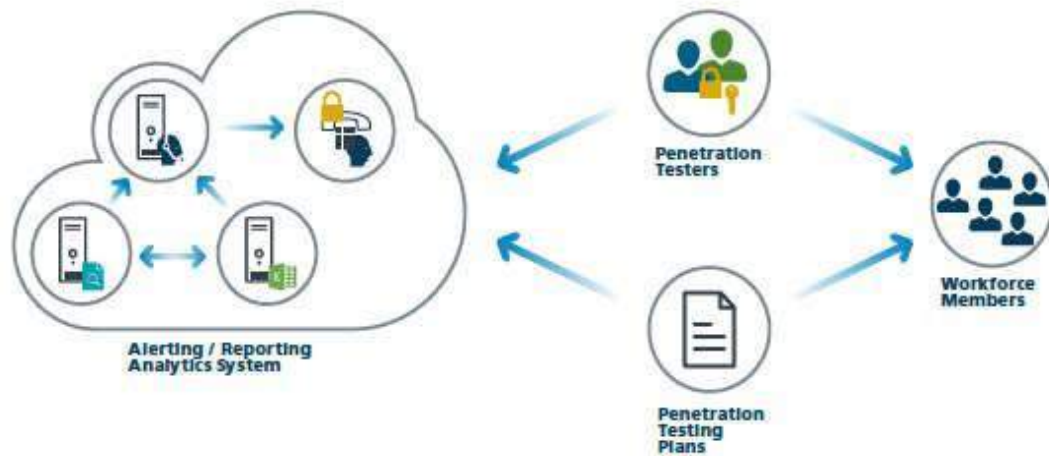 Penetration
Testers
Workforce
Members
Alerting / Reporting
Analytics System
Penetration
Testing
Plans